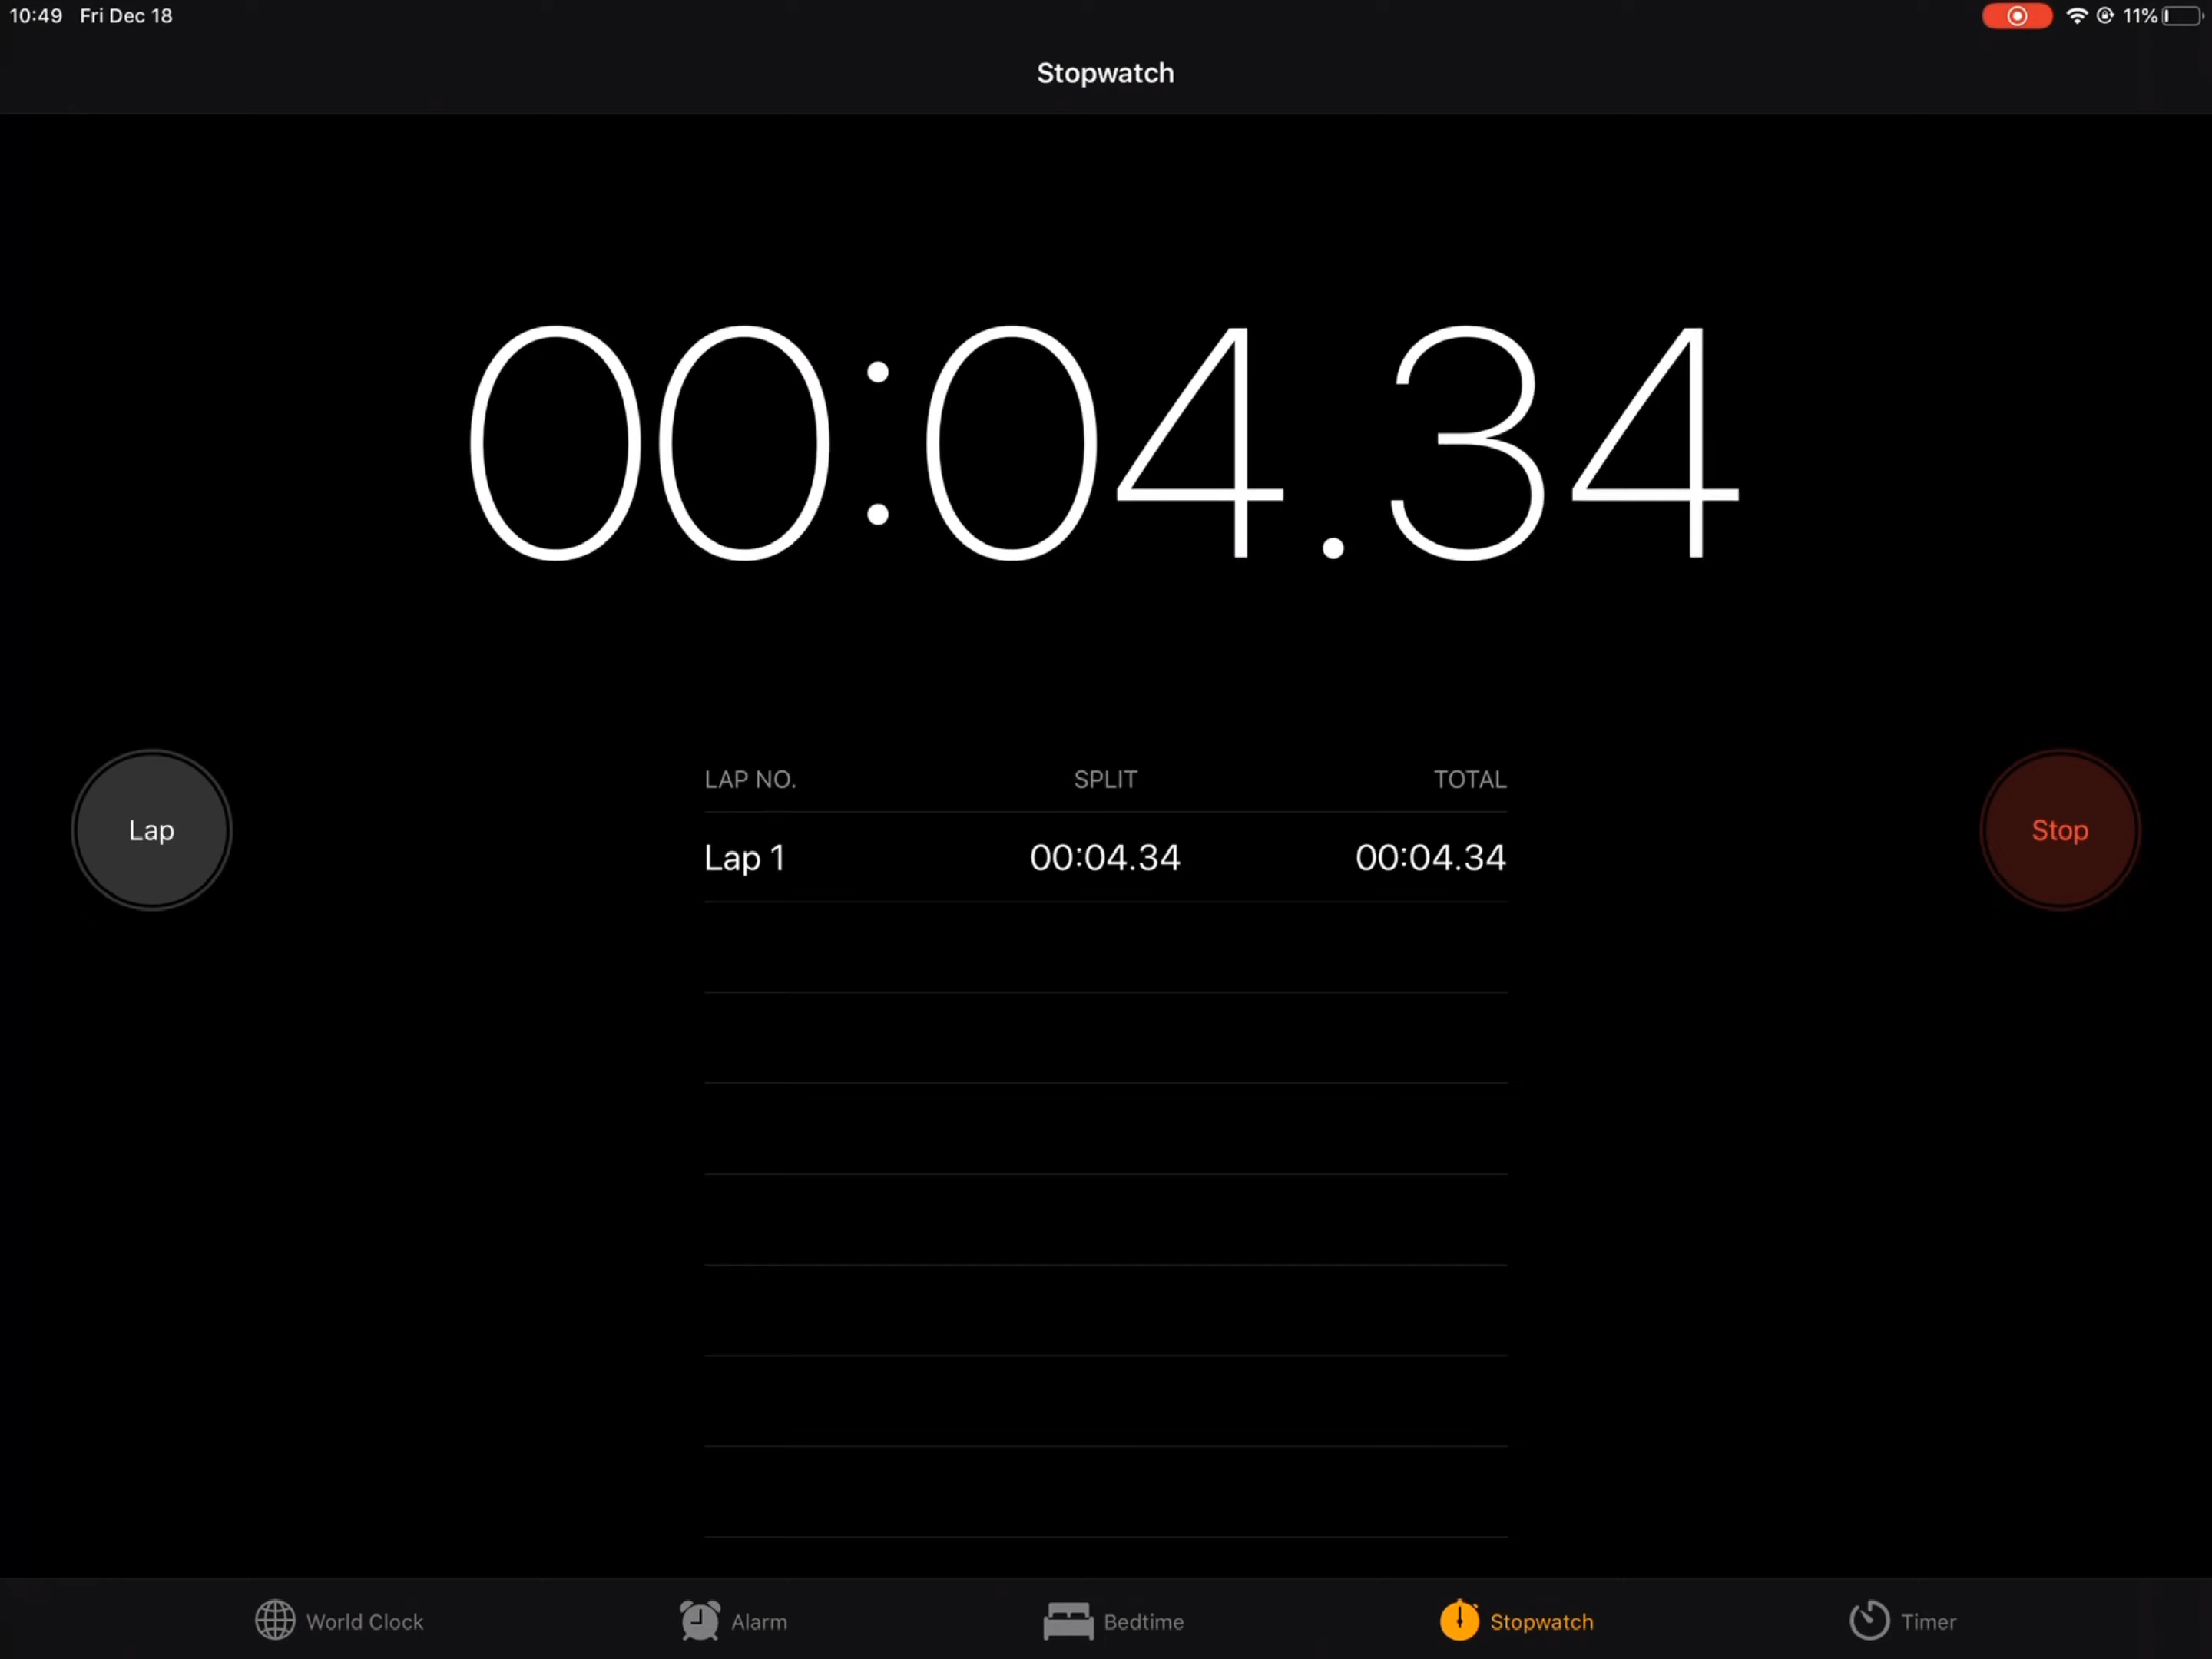 10:49 Fri Dec 18 11%
Stopwatch
00:04.34
LAP NO. SPLIT TOTAL
Lap 1 00:04.34 00:04.34
Lap Stop
World Clock Alarm Bedtime Stopwatch Timer